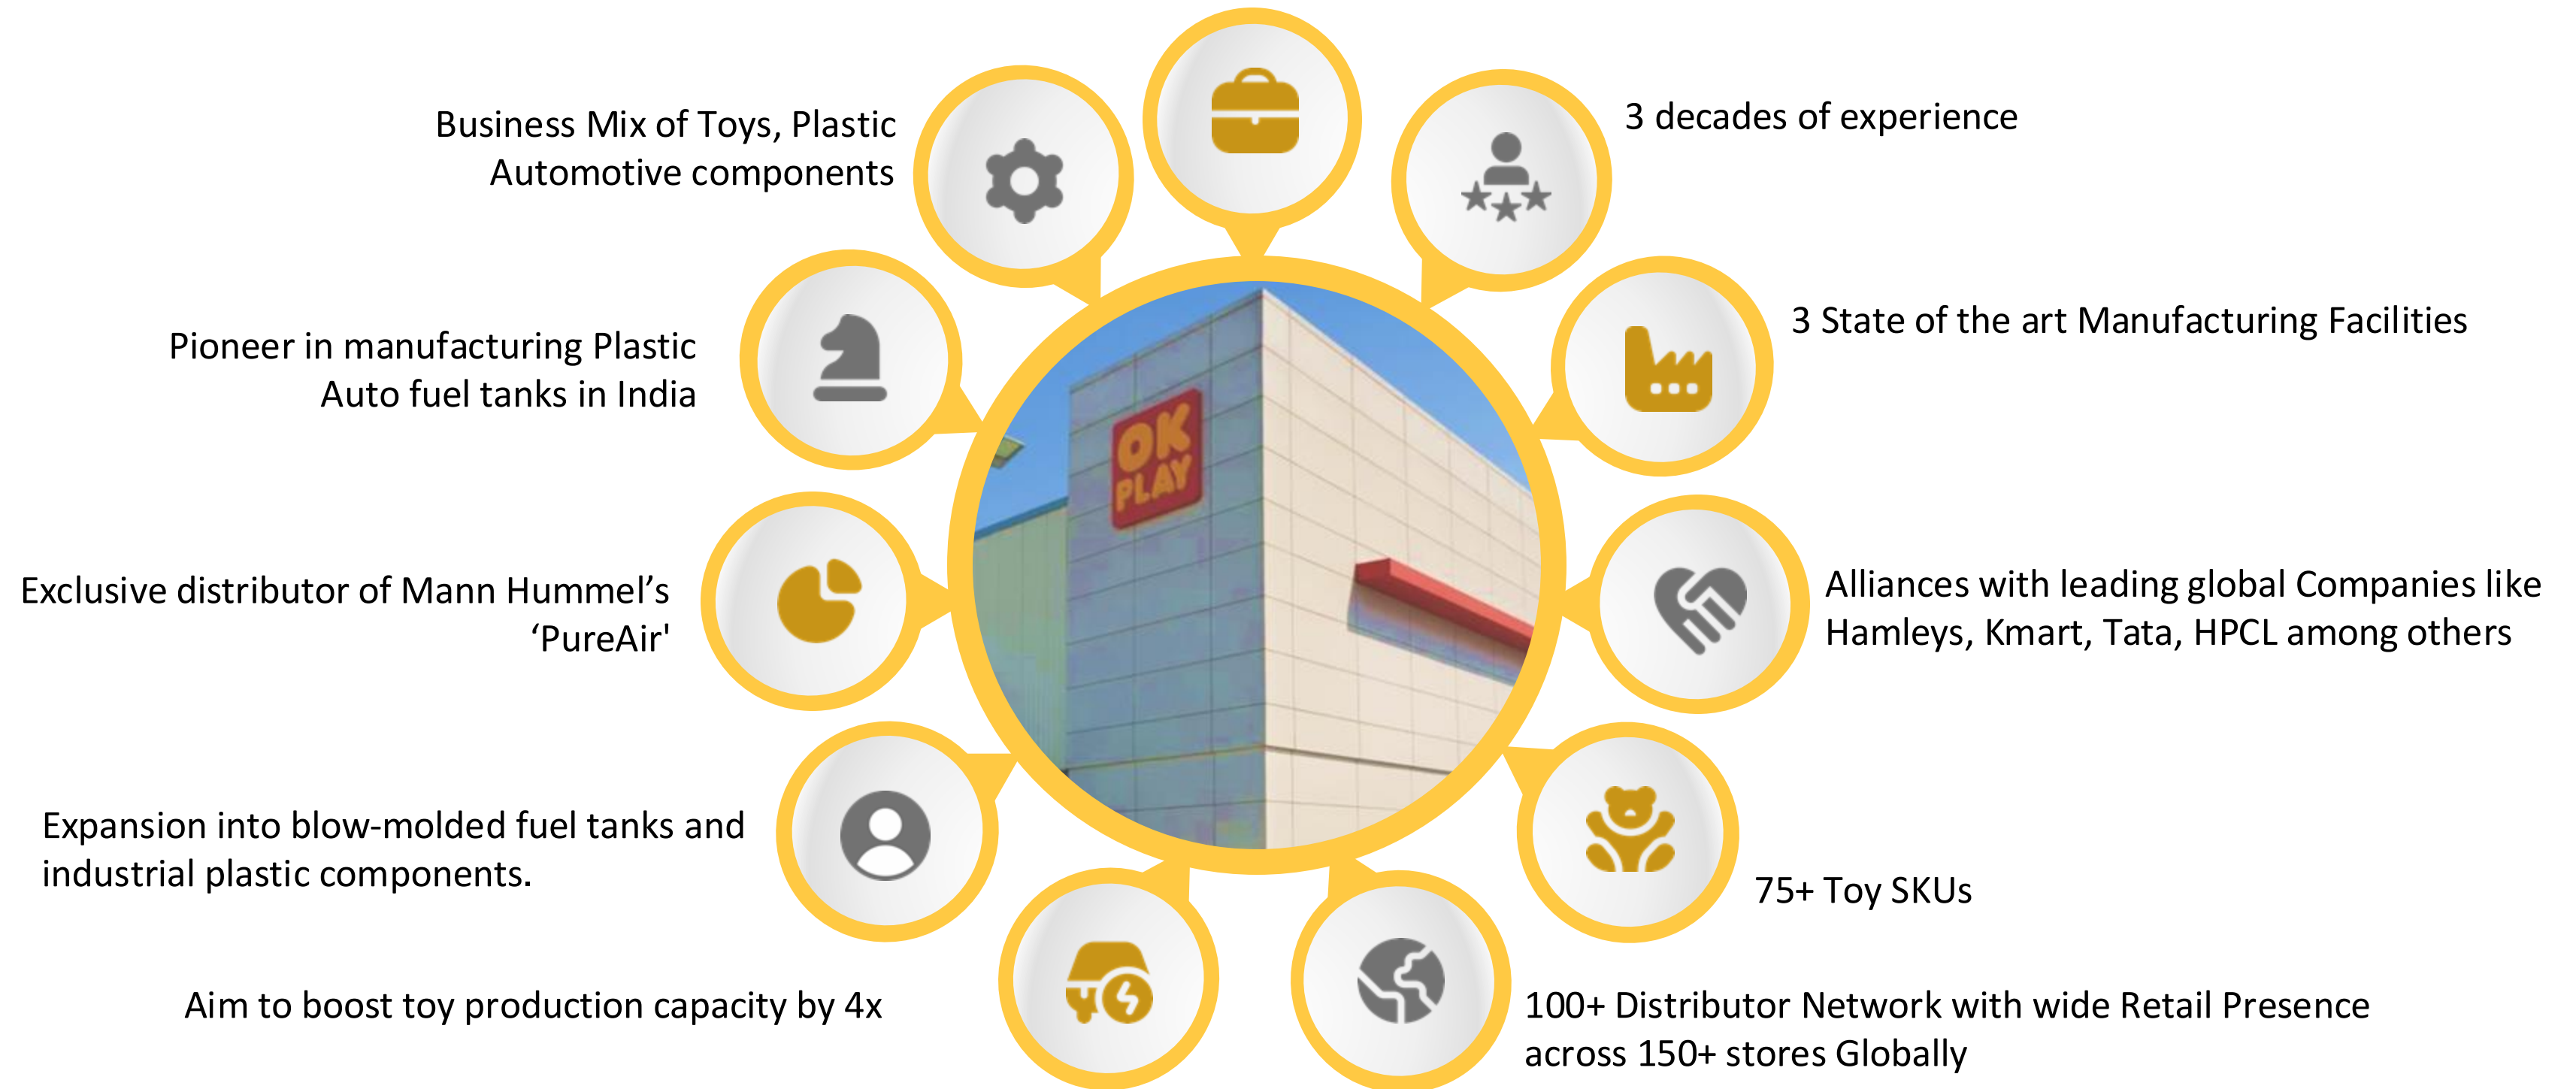 Business Mix of Toys, Plastic
Automotive components
3 decades of experience
Pioneer in manufacturing Plastic
Auto fuel tanks in India
3 State of the art Manufacturing Facilities
OK
PLAY
Exclusive distributor of Mann Hummel’s
‘PureAir'
Alliances with leading global Companies like
Hamleys, Kmart, Tata, HPCL among others
Expansion into blow-molded fuel tanks and
industrial plastic components.
75+ Toy SKUs
Aim to boost toy production capacity by 4x
100+ Distributor Network with wide Retail Presence
across 150+ stores Globally